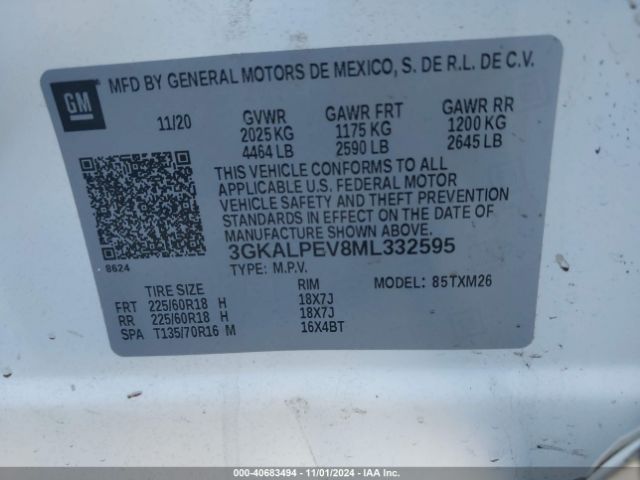 GM
MFD BY GENERAL MOTORS DE MEXICO, S. DE R.L. DE C.V.
11/20 GVWR GAWR FRT GAWR RR
2025 KG 1175 KG 1200 KG
4464 LB 2590 LB 2645 LB
THIS VEHICLE CONFORMS TO ALL
APPLICABLE U.S. FEDERAL MOTOR
VEHICLE SAFETY AND THEFT PREVENTION
STANDARDS IN EFFECT ON THE DATE OF
MANUFACTURE SHOWN ABOVE.
3GKALPEV8ML332595
8624
TYPE: M.P.V. MODEL: 85TXM26
TIRE SIZE RIM
FRT 225/60R18 H 18X7J
RR 225/60R18 H 18X7J
SPA T135/70R16 M 16X4BT
000-40683494 - 11/01/2024 - IAA Inc.